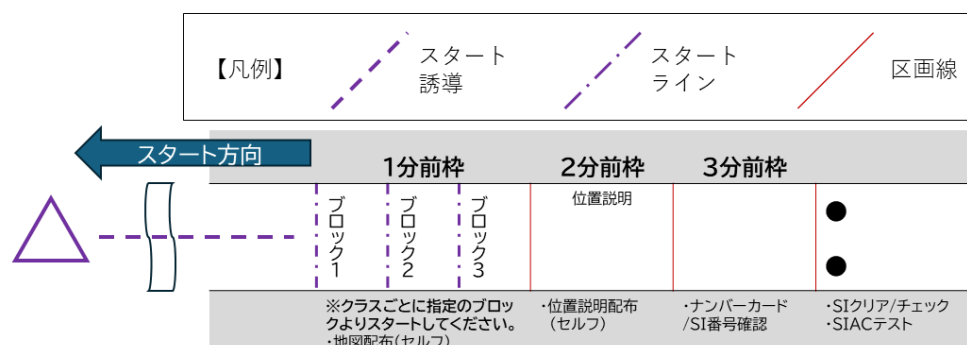 【凡例】
スタート
誘導
スタート
ライン
区画線
スタート方向
1分前枠
2分前枠
3分前枠
ブロック1
ブロック2
ブロック3
位置説明
※クラスごとに指定のブロッ
クよりスタートしてください。
・地図配布(セルフ)
・位置説明配布
(セルフ)
・ナンバーカード
/SI番号確認
・SIクリア/チェック
・SIACテスト